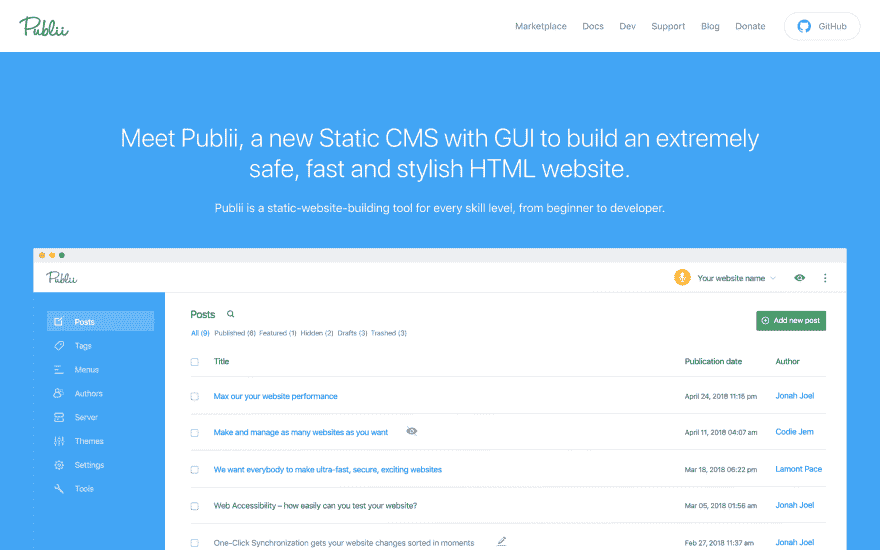 Publii Marketplace Docs Dev Support Blog Donate GitHub
Meet Publii, a new Static CMS with GUI to build an extremely
safe, fast and stylish HTML website.
Publii is a static-website-building tool for every skill level, from beginner to developer.
Publii Your website name
Posts
Tags
Menus
Authors
Server
Themes
Settings
Tools
Posts
Add new post
All (9) Published (6) Featured (1) Hidden (2) Drafts (3) Trashed (3)
Title Publication date Author
Max our your website performance April 24, 2018 11:15 pm Jonah Joel
Make and manage as many websites as you want April 11, 2018 04:07 am Codie Jem
We want everybody to make ultra-fast, secure, exciting websites Mar 18, 2018 06:22 pm Lamont Pace
Web Accessibility – how easily can you test your website? Mar 05, 2018 01:56 am Jonah Joel
One-Click Synchronization gets your website changes sorted in moments Feb 27, 2018 11:37 am Jonah Joel